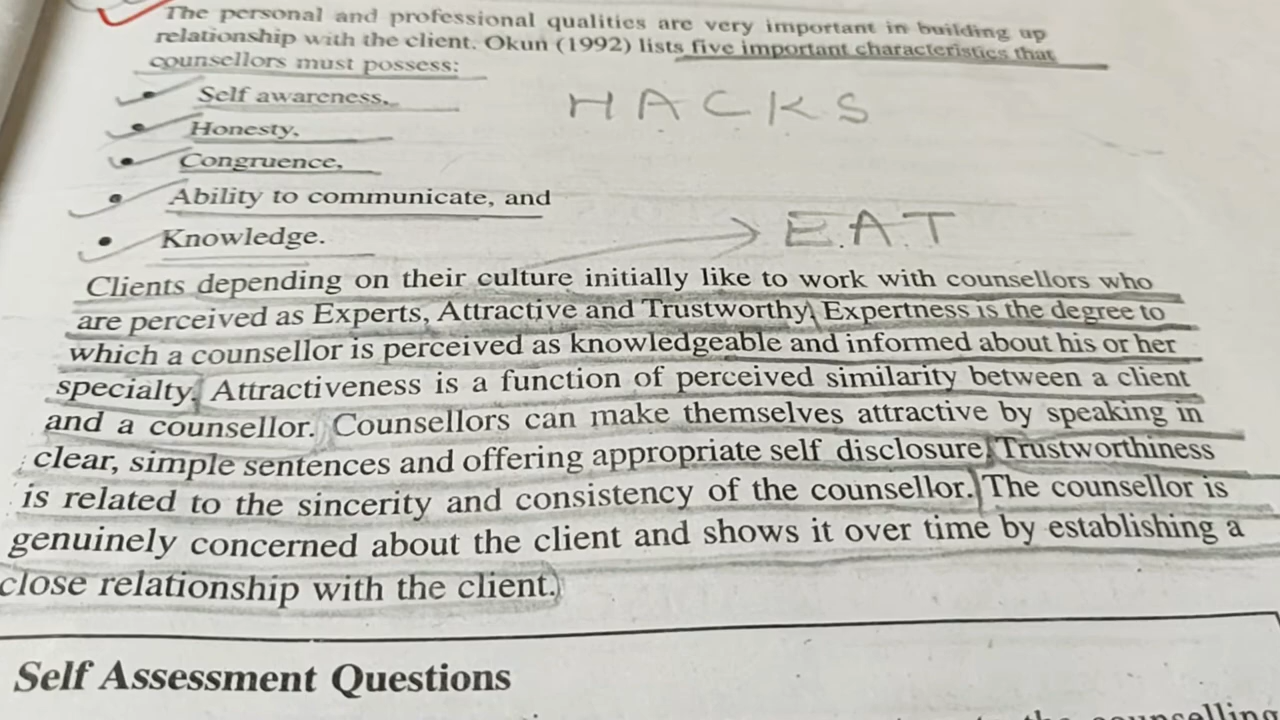 The personal and professional qualities are very important in building up
relationship with the client. Okun (1992) lists five important characteristics that
counsellors must possess:
• Self awareness,
H A C K S
• Honesty,
• Congruence,
• Ability to communicate, and
• Knowledge.
E.A.T
Clients depending on their culture initially like to work with counsellors who
are perceived as Experts, Attractive and Trustworthy. Expertness is the degree to
which a counsellor is perceived as knowledgeable and informed about his or her
specialty. Attractiveness is a function of perceived similarity between a client
and a counsellor. Counsellors can make themselves attractive by speaking in
clear, simple sentences and offering appropriate self disclosure. Trustworthiness
is related to the sincerity and consistency of the counsellor. The counsellor is
genuinely concerned about the client and shows it over time by establishing a
close relationship with the client.
Self Assessment Questions
the counselling